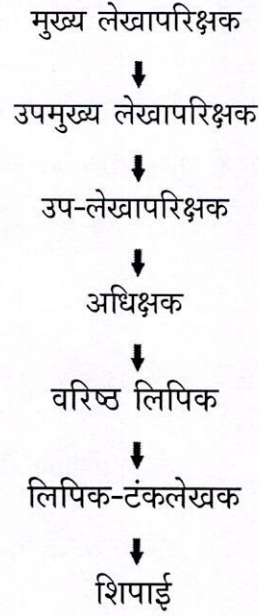 मुख्य लेखापरिक्षक
उपमुख्य लेखापरिक्षक
उप-लेखापरिक्षक
अधिक्षक
वरिष्ठ लिपिक
लिपिक-टंकलेखक
शिपाई